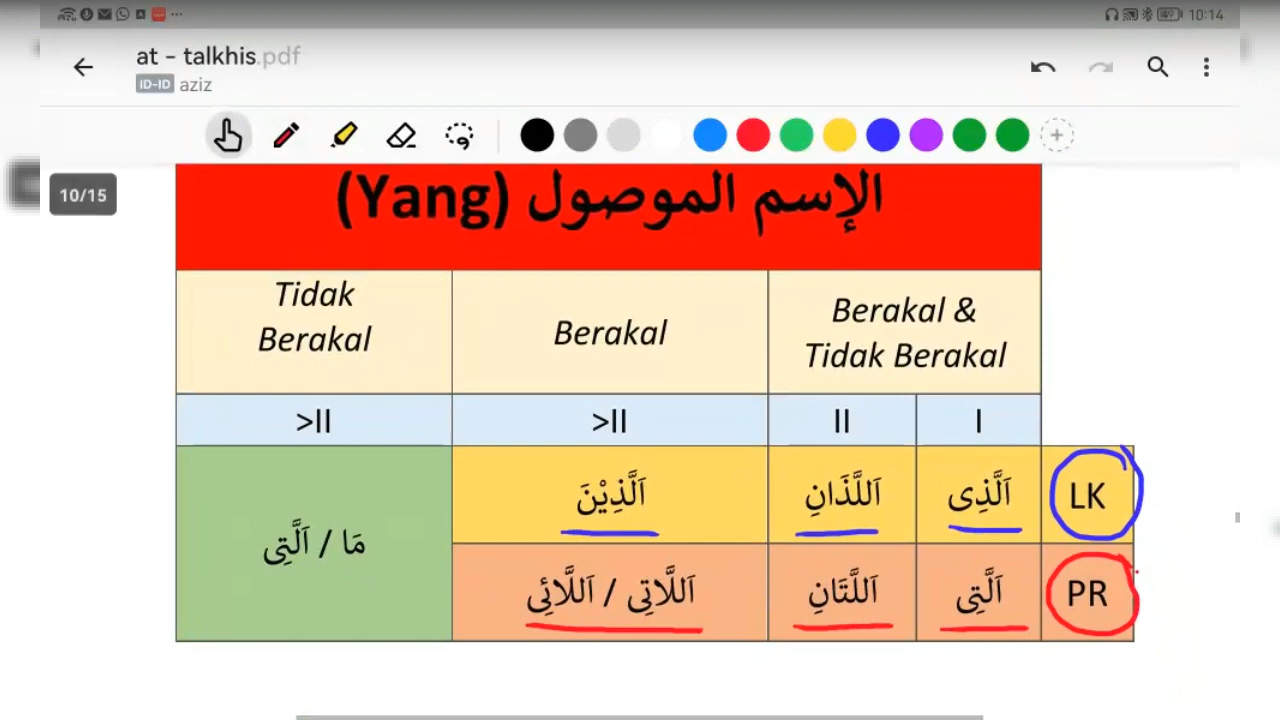 49 10:14
at - talkhis.pdf
ID-ID aziz
10/15
الإسم الموصول (Yang)
Tidak
Berakal
Berakal
Berakal &
Tidak Berakal
>II
>II
II
I
اَلَّذِيْنَ
اَللَّذَانِ
اَلَّذِى
LK
مَا / اَلَّتِى
اَللَّاتِى / اَللَّائِى
اَللَّتَانِ
اَلَّتِى
PR